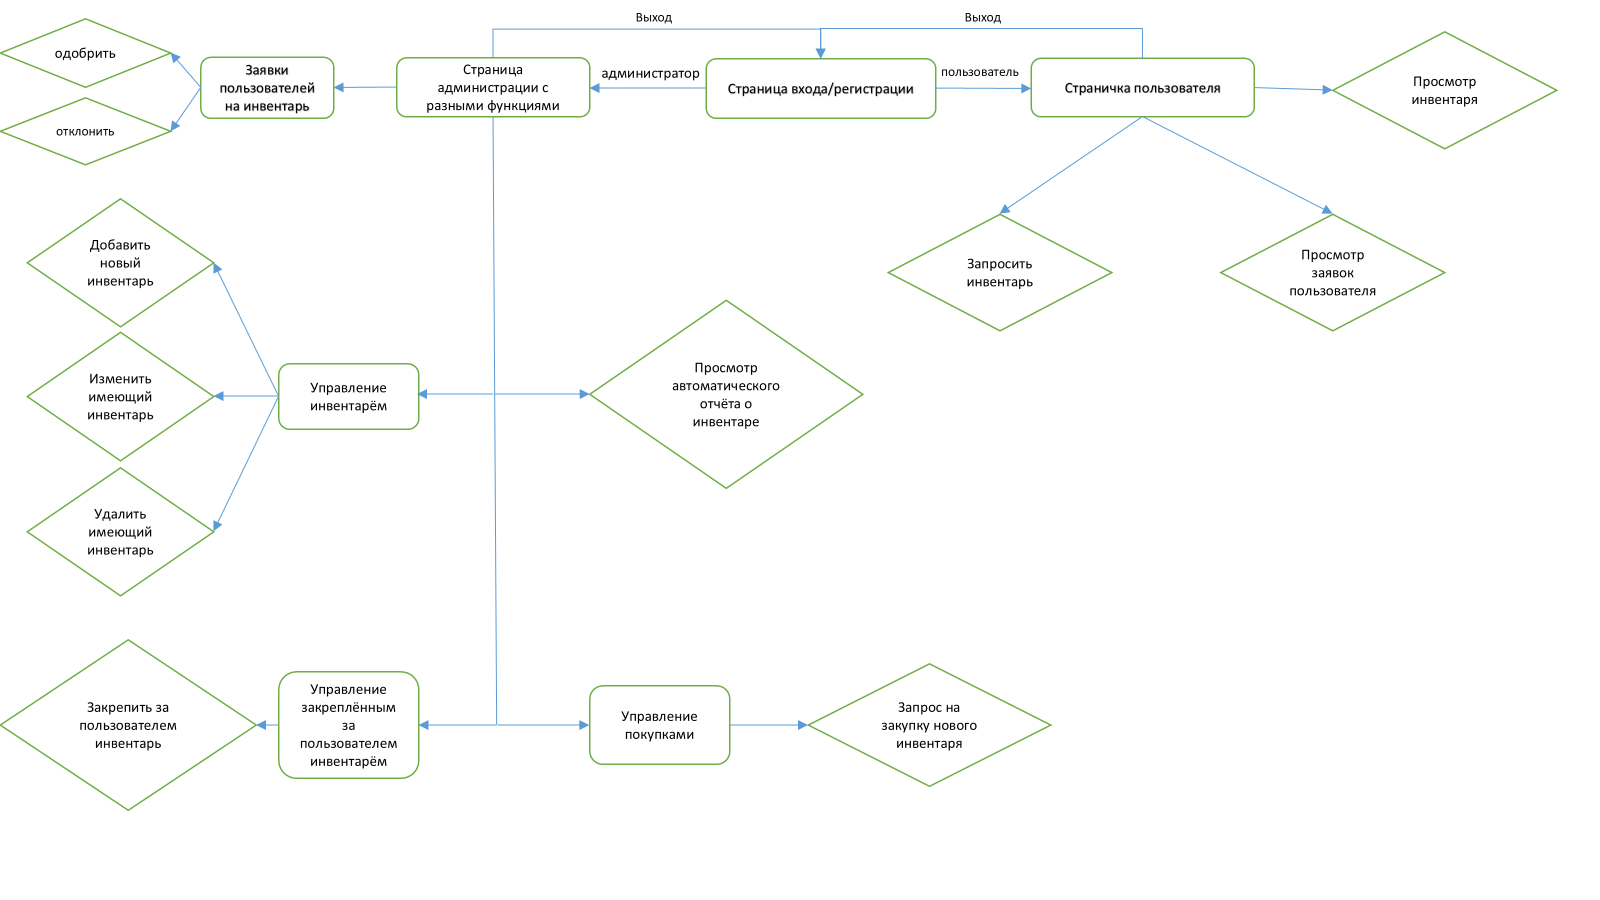 Выход
Выход
одобрить
отклонить
Заявки
пользователей
на инвентарь
Страница
администрации с
разными функциями
администратор
Страница входа/регистрации
пользователь
Страничка пользователя
Просмотр
инвентаря
Запросить
инвентарь
Просмотр
заявок
пользователя
Добавить
новый
инвентарь
Изменить
имеющий
инвентарь
Удалить
имеющий
инвентарь
Управление
инвентарём
Просмотр
автоматического
отчёта о
инвентаре
Закрепить за
пользователем
инвентарь
Управление
закреплённым
за
пользователем
инвентарём
Управление
покупками
Запрос на
закупку нового
инвентаря